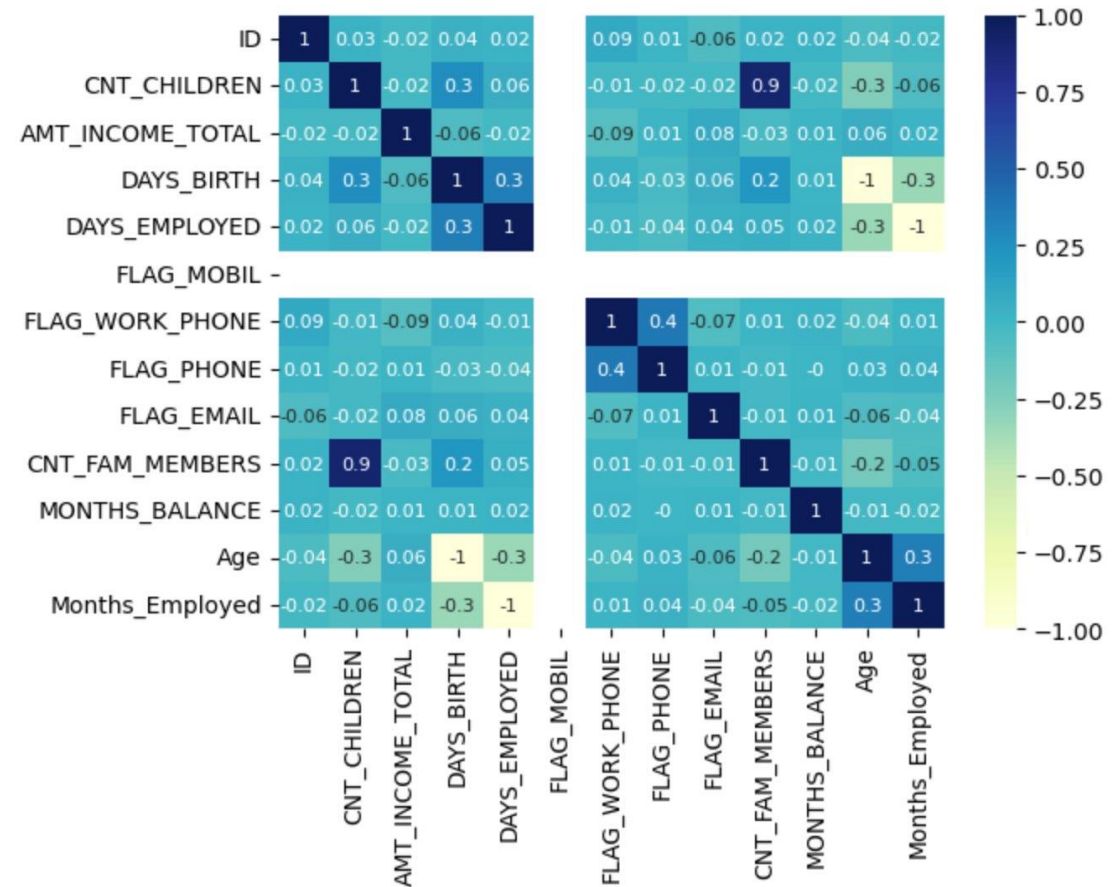 ID 1 0.03 -0.02 0.04 0.02 0.09 0.01 -0.06 0.02 0.02 -0.04 -0.02 1.00
CNT_CHILDREN 0.03 1 -0.02 0.3 0.06 -0.01 -0.02 -0.02 0.9 -0.02 -0.3 -0.06 0.75
AMT_INCOME_TOTAL -0.02 -0.02 1 -0.06 -0.02 -0.09 0.01 0.08 -0.03 0.01 0.06 0.02
DAYS_BIRTH 0.04 0.3 -0.06 1 0.3 0.04 -0.03 0.06 0.2 0.01 -1 -0.3 0.50
DAYS_EMPLOYED 0.02 0.06 -0.02 0.3 1 -0.01 -0.04 0.04 0.05 0.02 -0.3 -1 0.25
FLAG_MOBIL
FLAG_WORK_PHONE 0.09 -0.01 -0.09 0.04 -0.01 1 0.4 -0.07 0.01 0.02 -0.04 0.01 0.00
FLAG_PHONE 0.01 -0.02 0.01 -0.03 -0.04 0.4 1 0.01 -0.01 -0 0.03 0.04
FLAG_EMAIL -0.06 -0.02 0.08 0.06 0.04 -0.07 0.01 1 -0.01 0.01 -0.06 -0.04 −0.25
CNT_FAM_MEMBERS 0.02 0.9 -0.03 0.2 0.05 0.01 -0.01 -0.01 1 -0.01 -0.2 -0.05 −0.50
MONTHS_BALANCE 0.02 -0.02 0.01 0.01 0.02 0.02 -0 0.01 -0.01 1 -0.01 -0.02
Age -0.04 -0.3 0.06 -1 -0.3 -0.04 0.03 -0.06 -0.2 -0.01 1 0.3 −0.75
Months_Employed -0.02 -0.06 0.02 -0.3 -1 0.01 0.04 -0.04 -0.05 -0.02 0.3 1 −1.00
ID
CNT_CHILDREN
AMT_INCOME_TOTAL
DAYS_BIRTH
DAYS_EMPLOYED
FLAG_MOBIL
FLAG_WORK_PHONE
FLAG_PHONE
FLAG_EMAIL
CNT_FAM_MEMBERS
MONTHS_BALANCE
Age
Months_Employed